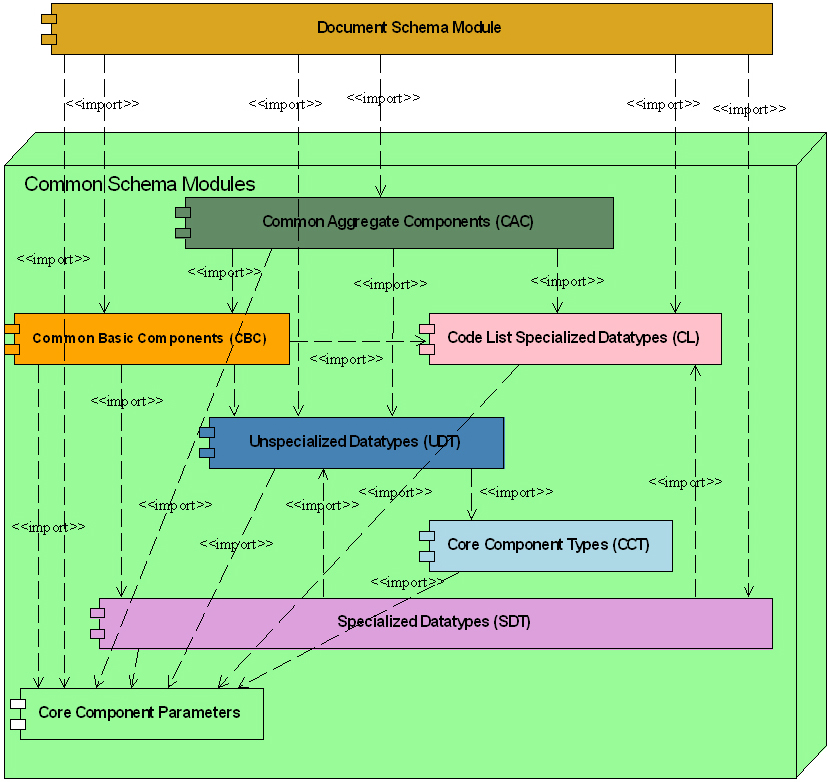 Document Schema Module
<<import>>
<<import>>
<<import>>
<<import>>
<<import>>
Common Schema Modules
Common Aggregate Components (CAC)
<<import>>
<<import>>
<<import>>
<<import>>
Common Basic Components (CBC)
Code List Specialized Datatypes (CL)
<<import>>
<<import>>
Unspecialized Datatypes (UDT)
<<import>>
<<import>>
<<import>>
<<import>>
<<import>>
<<import>>
<<import>>
Core Component Types (CCT)
<<import>>
Specialized Datatypes (SDT)
Core Component Parameters